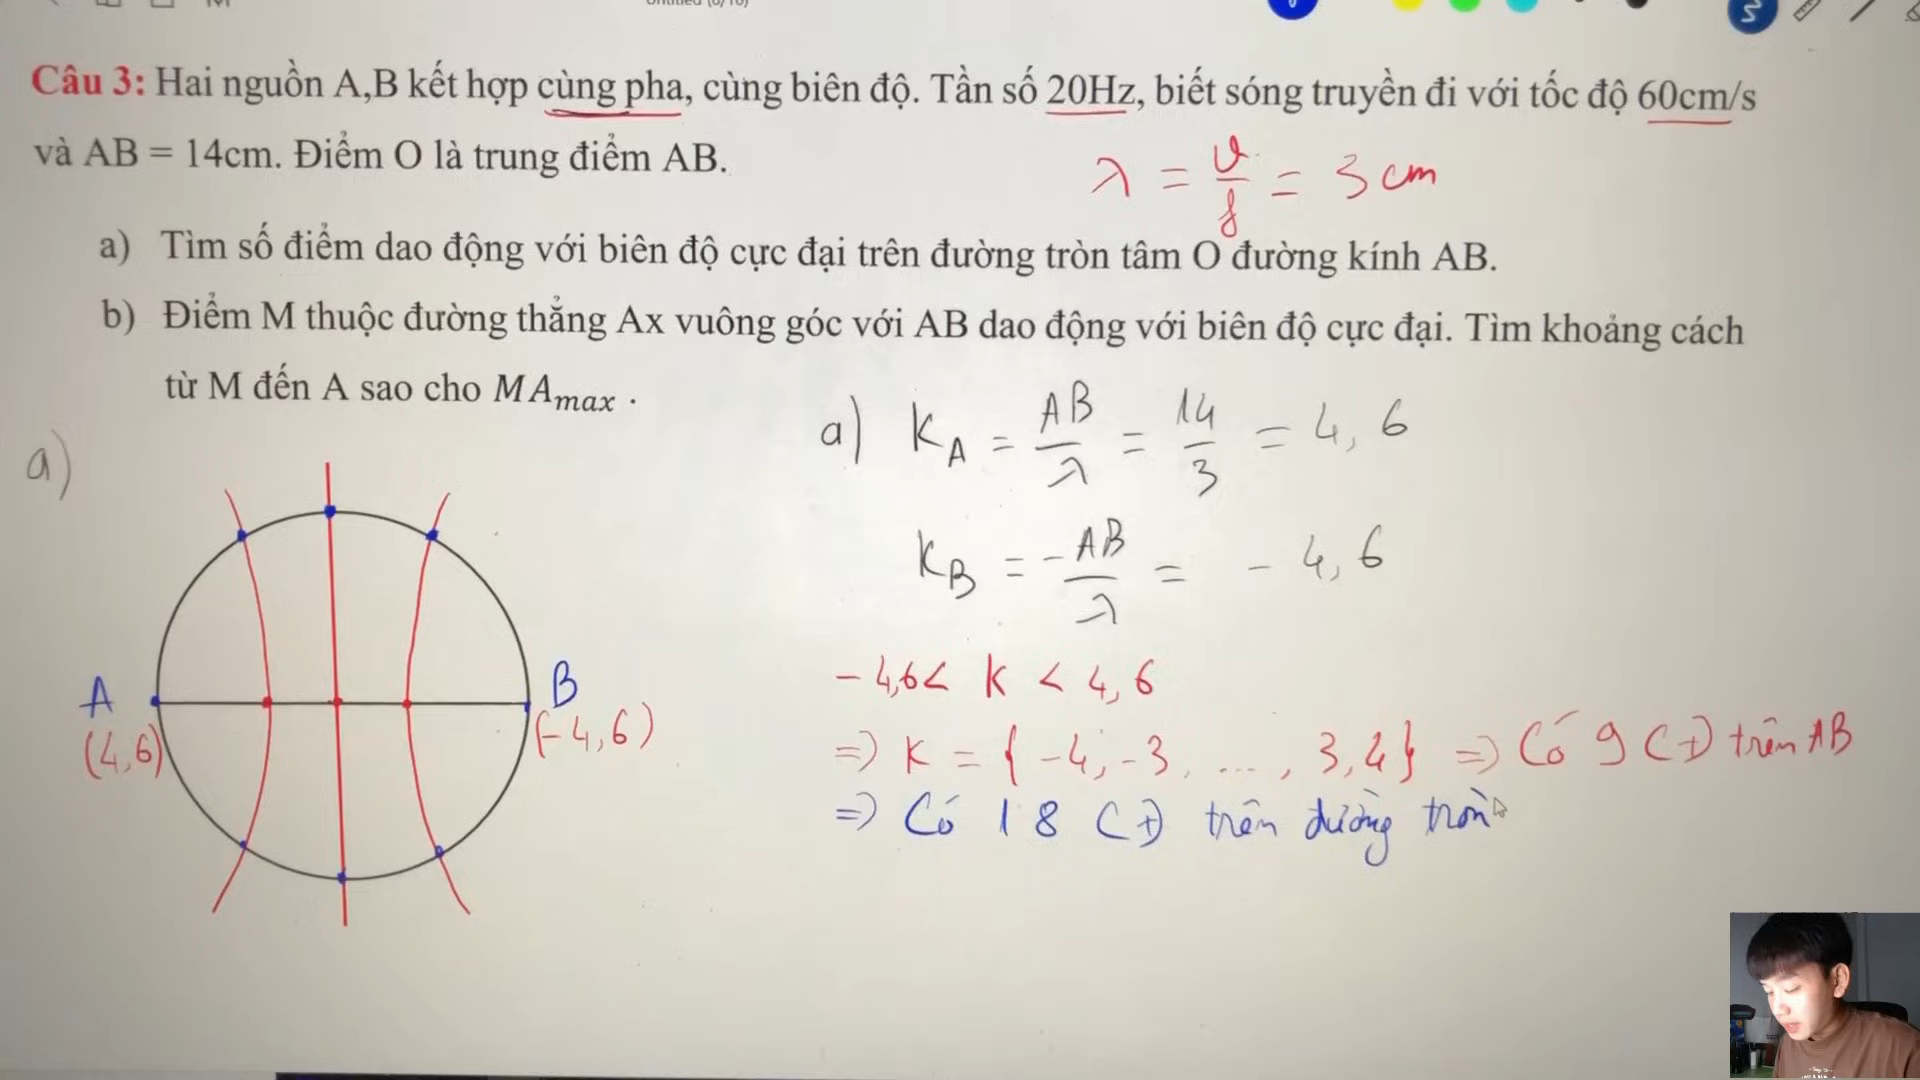 Câu 3: Hai nguồn A,B kết hợp cùng pha, cùng biên độ. Tần số 20Hz, biết sóng truyền đi với tốc độ 60cm/s
và AB = 14cm. Điểm O là trung điểm AB.
λ = v/f = 3 cm
a) Tìm số điểm dao động với biên độ cực đại trên đường tròn tâm O đường kính AB.
b) Điểm M thuộc đường thẳng Ax vuông góc với AB dao động với biên độ cực đại. Tìm khoảng cách
từ M đến A sao cho MAmax .
a)
A
(4,6)
B
(-4,6)
a) KA = AB/λ = 14/3 = 4,6
KB = -AB/λ = - 4,6
- 4,6 < K < 4,6
=> K = { -4, -3, ..., 3, 4 } => Có 9 CĐ trên AB
=> Có 18 CĐ trên đường tròn